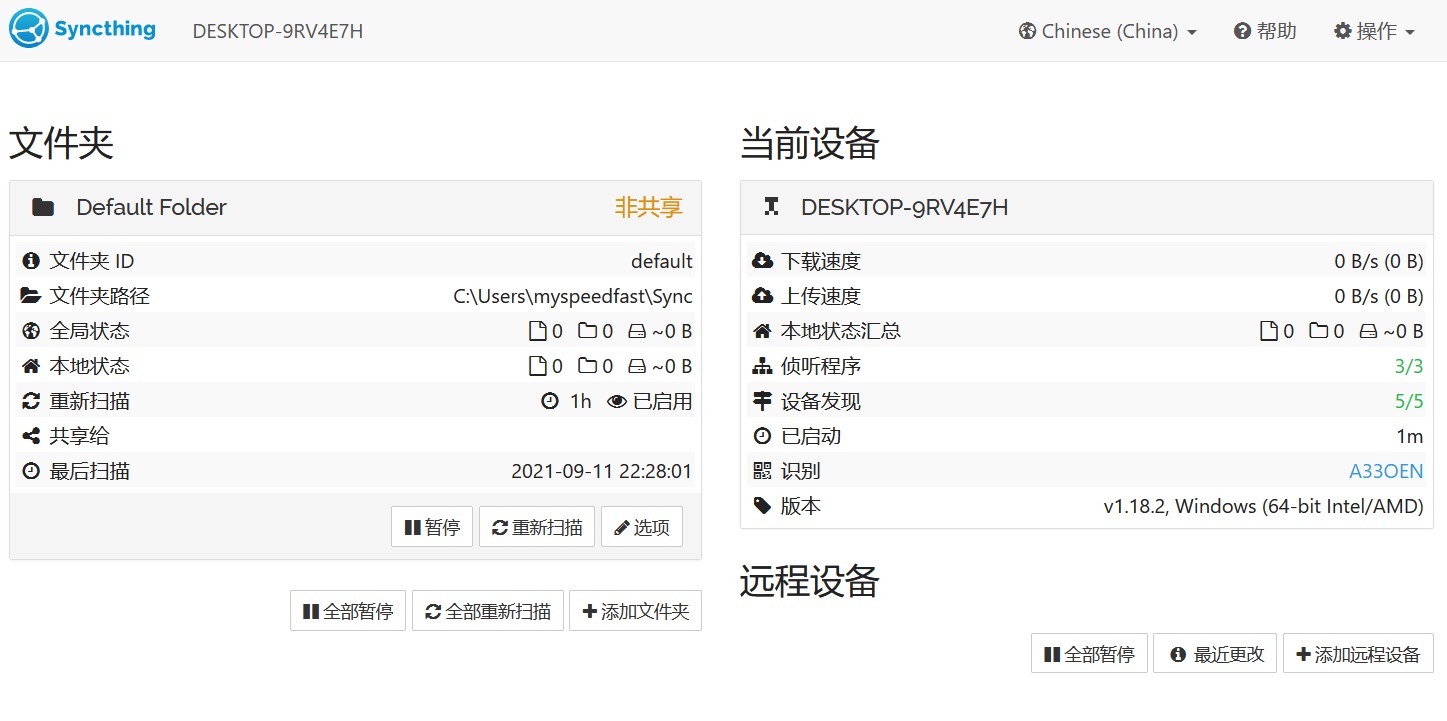 Syncthing DESKTOP-9RV4E7H Chinese (China) 帮助 操作
文件夹
Default Folder 非共享
文件夹 ID default
文件夹路径 C:\Users\myspeedfast\Sync
全局状态 0 0 ~0 B
本地状态 0 0 ~0 B
重新扫描 1h 已启用
共享给
最后扫描 2021-09-11 22:28:01
暂停 重新扫描 选项
全部暂停 全部重新扫描 添加文件夹
当前设备
DESKTOP-9RV4E7H
下载速度 0 B/s (0 B)
上传速度 0 B/s (0 B)
本地状态汇总 0 0 ~0 B
侦听程序 3/3
设备发现 5/5
已启动 1m
识别 A33OEN
版本 v1.18.2, Windows (64-bit Intel/AMD)
远程设备
全部暂停 最近更改 添加远程设备